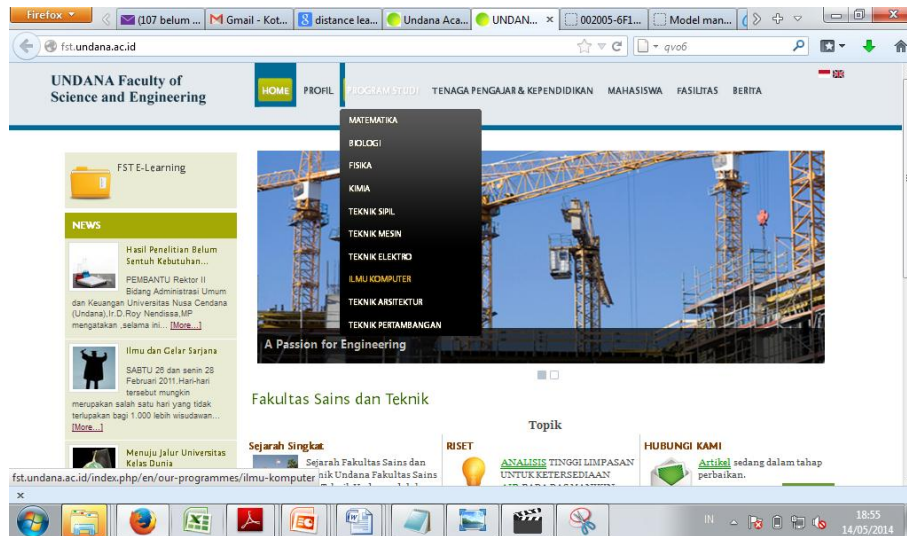 Firefox
(107 belum ...
Gmail - Kot...
distance lea...
Undana Aca...
UNDAN...
002005-6F1...
Model man...
fst.undana.ac.id
qvo6
UNDANA Faculty of
Science and Engineering
HOME
PROFIL
PROGRAM STUDI
TENAGA PENGAJAR & KEPENDIDIKAN
MAHASISWA
FASILITAS
BERITA
MATEMATIKA
BIOLOGI
FISIKA
KIMIA
TEKNIK SIPIL
TEKNIK MESIN
TEKNIK ELEKTRO
ILMU KOMPUTER
TEKNIK ARSITEKTUR
TEKNIK PERTAMBANGAN
FST E-Learning
NEWS
Hasil Penelitian Belum
Sentuh Kebutuhan...
PEMBANTU Rektor II
Bidang Administrasi Umum
dan Keuangan Universitas Nusa Cendana
(Undana),Ir.D.Roy Nendissa,MP
mengatakan ,selama ini... [More...]
Ilmu dan Gelar Sarjana
SABTU 26 dan senin 28
Februari 2011.Hari-hari
tersebut mungkin
merupakan salah satu hari yang tidak
terlupakan bagi 1.000 lebih wisudawan...
[More...]
Menuju Jalur Universitas
Kelas Dunia
A Passion for Engineering
Fakultas Sains dan Teknik
Topik
Sejarah Singkat
Sejarah Fakultas Sains dan
nik Undana Fakultas Sains
RISET
ANALISIS TINGGI LIMPASAN
UNTUK KETERSEDIAAN
HUBUNGI KAMI
Artikel sedang dalam tahap
perbaikan.
fst.undana.ac.id/index.php/en/our-programmes/ilmu-komputer
IN
18:55
14/05/2014